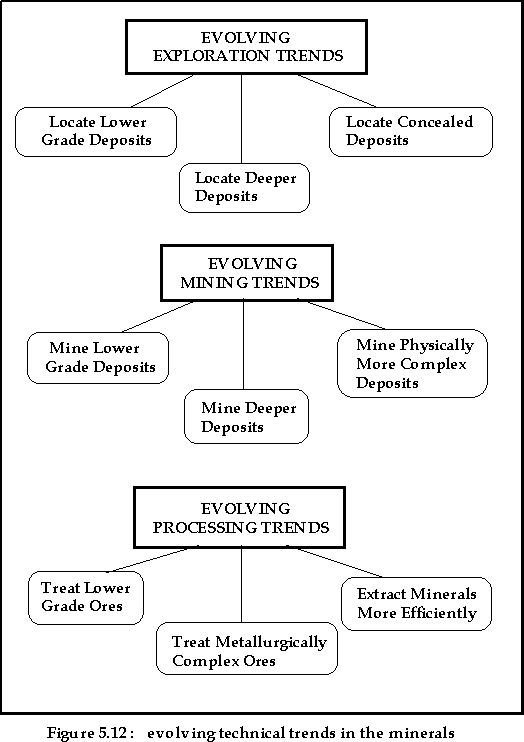 EVOLVING
EXPLORATION TRENDS
Locate Lower
Grade Deposits
Locate Deeper
Deposits
Locate Concealed
Deposits
EVOLVING
MINING TRENDS
Mine Lower
Grade Deposits
Mine Deeper
Deposits
Mine Physically
More Complex
Deposits
EVOLVING
PROCESSING TRENDS
Treat Lower
Grade Ores
Treat Metallurgically
Complex Ores
Extract Minerals
More Efficiently
Figure 5.12 : evolving technical trends in the minerals